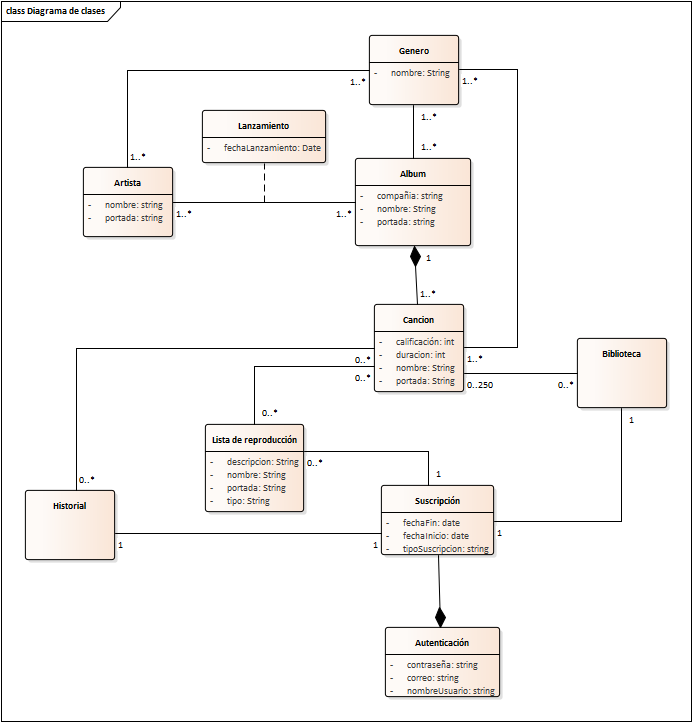 class Diagrama de clases
Genero
- nombre: String
1..*
1..*
1..*
Lanzamiento
- fechaLanzamiento: Date
1..*
1..*
Artista
- nombre: string
- portada: string
Album
- compañia: string
- nombre: String
- portada: string
1..*
1..*
1
1..*
Cancion
- calificación: int
- duracion: int
- nombre: String
- portada: String
Biblioteca
0..*
1..*
0..*
0..250
0..*
0..*
1
Lista de reproducción
- descripcion: String
- nombre: String
- portada: String
- tipo: String
0..*
1
0..*
Historial
Suscripción
- fechaFin: date
- fechaInicio: date
- tipoSuscripcion: string
1
1
1
Autenticación
- contraseña: string
- correo: string
- nombreUsuario: string